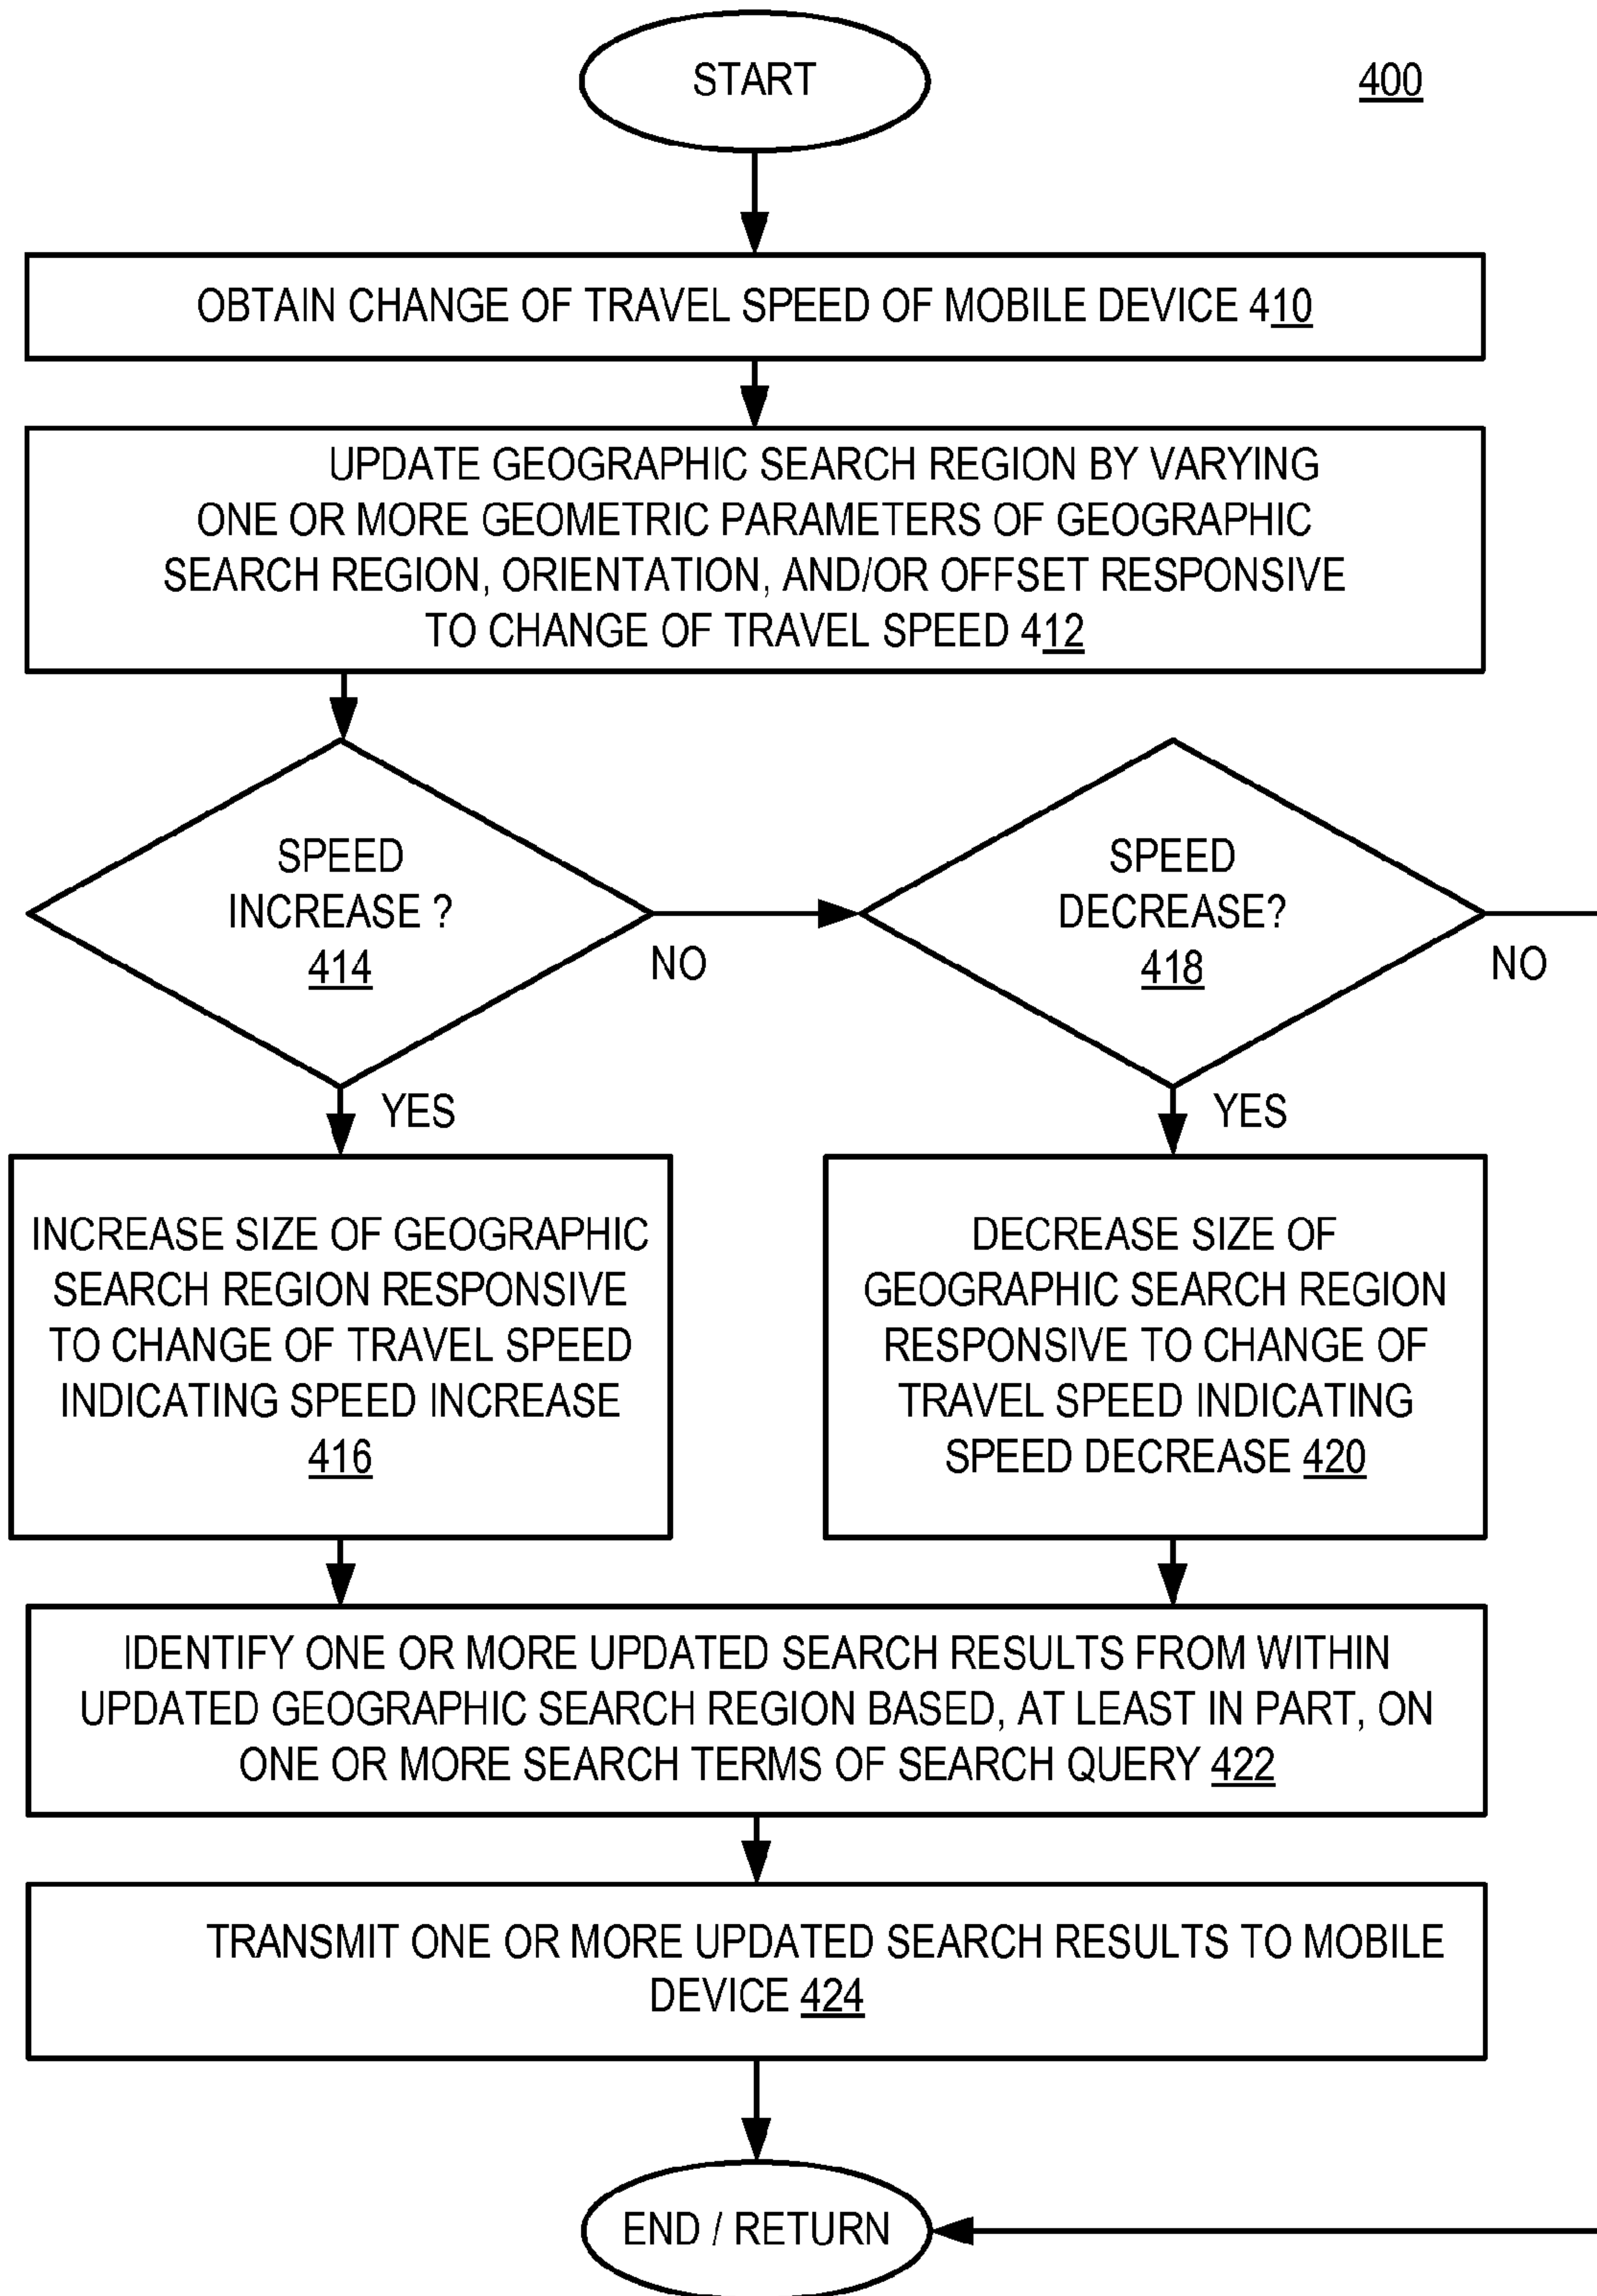 START
400
OBTAIN CHANGE OF TRAVEL SPEED OF MOBILE DEVICE 410
UPDATE GEOGRAPHIC SEARCH REGION BY VARYING
ONE OR MORE GEOMETRIC PARAMETERS OF GEOGRAPHIC
SEARCH REGION, ORIENTATION, AND/OR OFFSET RESPONSIVE
TO CHANGE OF TRAVEL SPEED 412
SPEED
INCREASE ?
414
NO
YES
SPEED
DECREASE?
418
NO
YES
INCREASE SIZE OF GEOGRAPHIC
SEARCH REGION RESPONSIVE
TO CHANGE OF TRAVEL SPEED
INDICATING SPEED INCREASE
416
DECREASE SIZE OF
GEOGRAPHIC SEARCH REGION
RESPONSIVE TO CHANGE OF
TRAVEL SPEED INDICATING
SPEED DECREASE 420
IDENTIFY ONE OR MORE UPDATED SEARCH RESULTS FROM WITHIN
UPDATED GEOGRAPHIC SEARCH REGION BASED, AT LEAST IN PART, ON
ONE OR MORE SEARCH TERMS OF SEARCH QUERY 422
TRANSMIT ONE OR MORE UPDATED SEARCH RESULTS TO MOBILE
DEVICE 424
END / RETURN